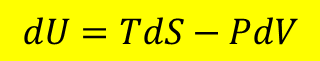 dU = TdS − PdV